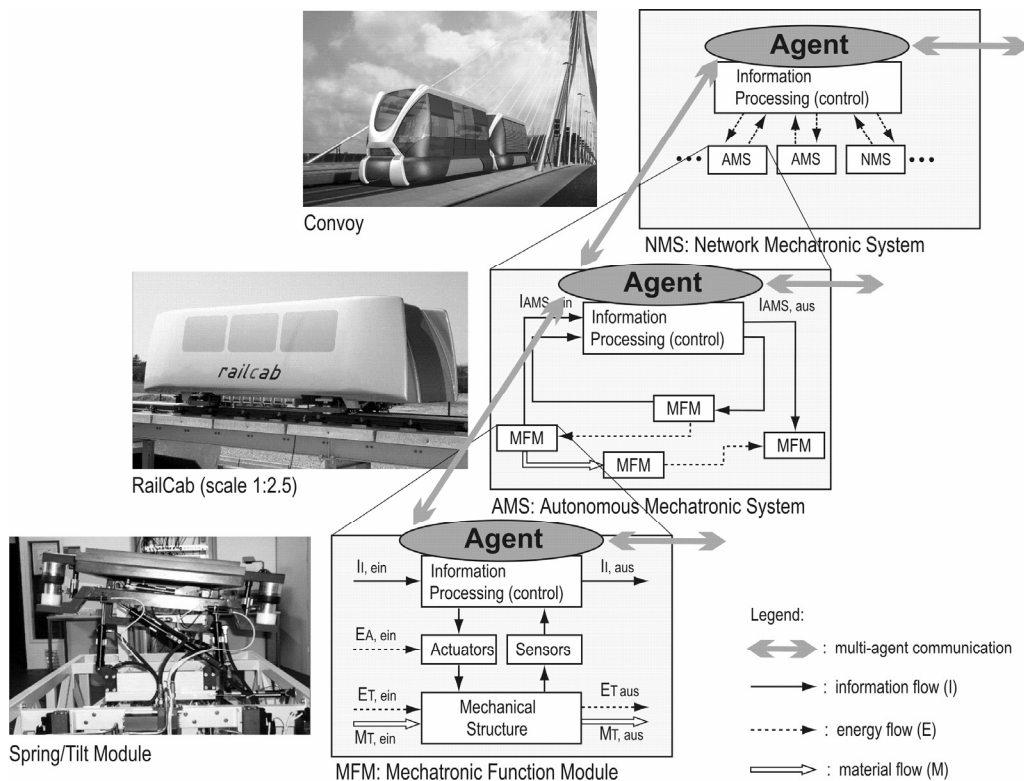 Agent
Information
Processing (control)
AMS
AMS
NMS
Convoy
NMS: Network Mechatronic System
Agent
IAMS, ein
IAMS, aus
Information
Processing (control)
railcab
MFM
MFM
MFM
MFM
RailCab (scale 1:2.5)
AMS: Autonomous Mechatronic System
Agent
II, ein
Information
Processing (control)
II, aus
EA, ein
Actuators
Sensors
ET, ein
Mechanical
Structure
ET aus
MT, ein
MT, aus
Spring/Tilt Module
MFM: Mechatronic Function Module
Legend:
: multi-agent communication
: information flow (I)
: energy flow (E)
: material flow (M)